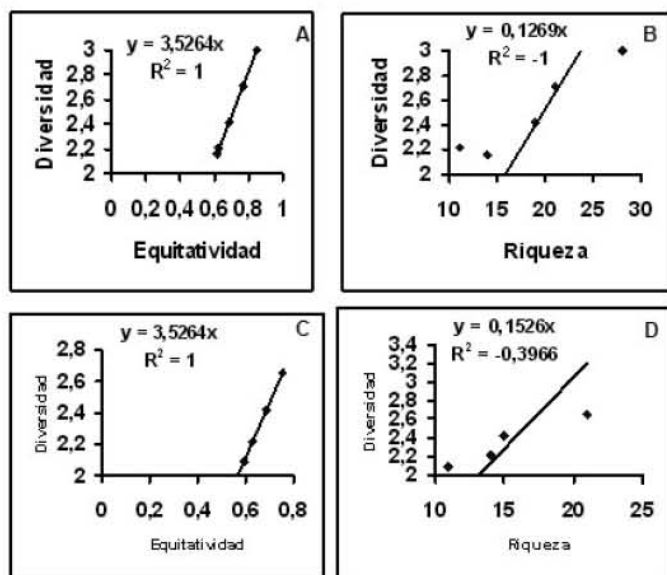 A
y = 3,5264x
R² = 1
Diversidad
3
2,8
2,6
2,4
2,2
2
0 0,2 0,4 0,6 0,8 1
Equitatividad
B
y = 0,1269x
R² = -1
Diversidad
3
2,8
2,6
2,4
2,2
2
10 15 20 25 30
Riqueza
C
y = 3,5264x
R² = 1
Diversidad
2,8
2,6
2,4
2,2
2
0 0,2 0,4 0,6 0,8
Equitatividad
D
y = 0,1526x
R² = -0,3966
Diversidad
3,4
3,2
3
2,8
2,6
2,4
2,2
2
10 15 20 25
Riqueza